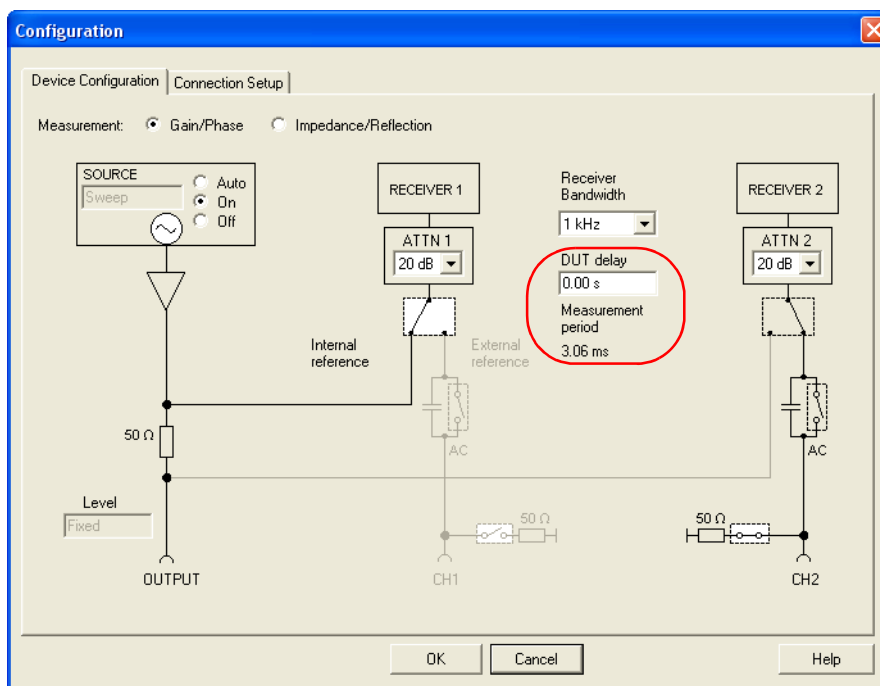 Configuration
Device Configuration
Connection Setup
Measurement:
Gain/Phase
Impedance/Reflection
SOURCE
Sweep
Auto
On
Off
RECEIVER 1
ATTN 1
20 dB
Receiver
Bandwidth
1 kHz
DUT delay
0.00 s
Measurement
period
3.06 ms
RECEIVER 2
ATTN 2
20 dB
Internal
reference
External
reference
50 Ω
AC
AC
Level
Fixed
50 Ω
50 Ω
OUTPUT
CH1
CH2
OK
Cancel
Help